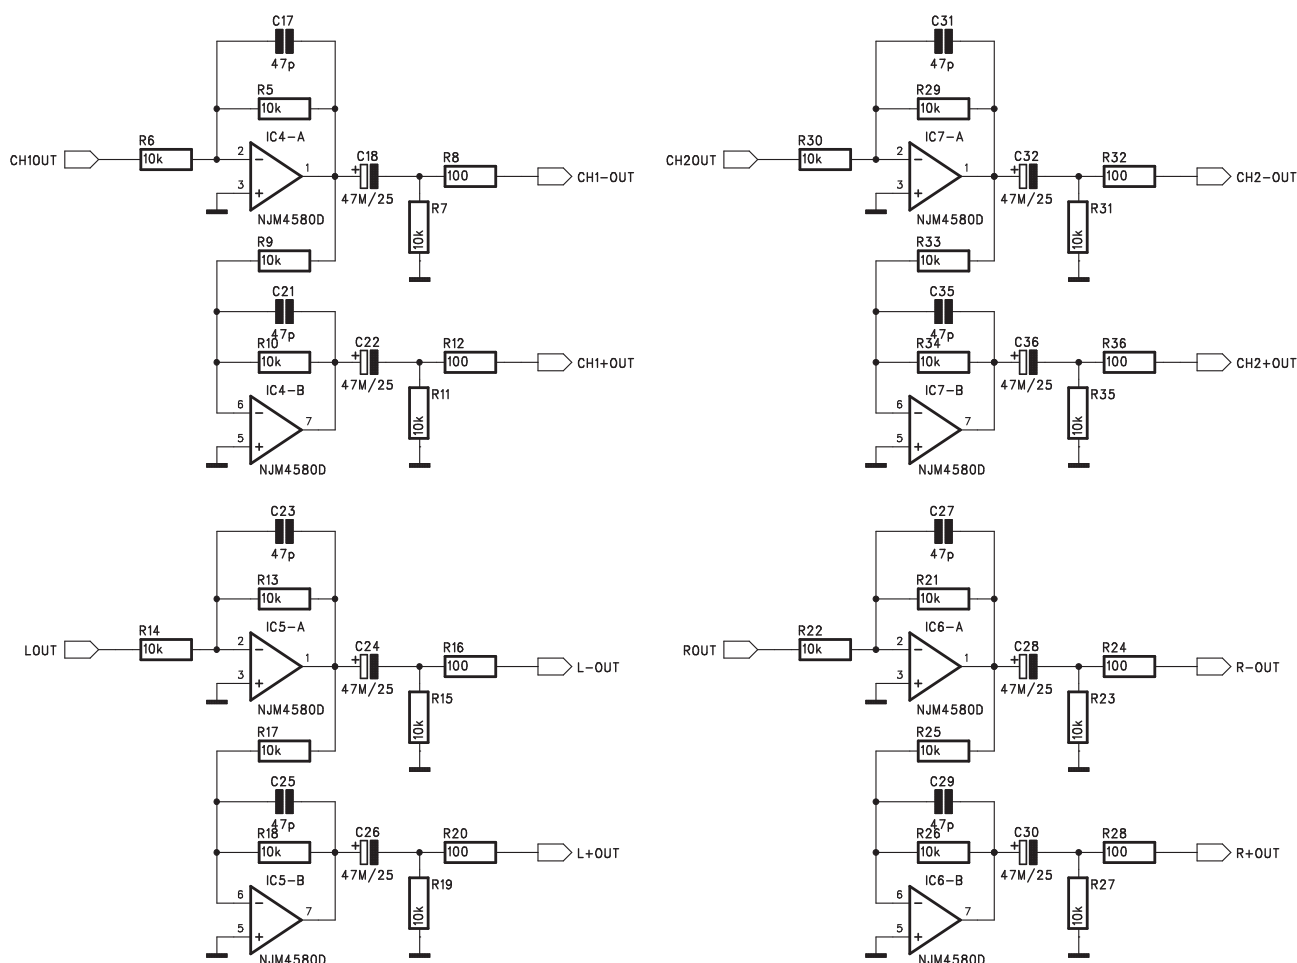 C17
47p
R5
10k
R6
10k
CH1OUT
IC4-A
2
3
1
NJM4580D
C18
47M/25
R8
100
CH1-OUT
R7
10k
R9
10k
C21
47p
R10
10k
IC4-B
6
5
7
NJM4580D
C22
47M/25
R12
100
CH1+OUT
R11
10k
C31
47p
R29
10k
R30
10k
CH2OUT
IC7-A
2
3
1
NJM4580D
C32
47M/25
R32
100
CH2-OUT
R31
10k
R33
10k
C35
47p
R34
10k
IC7-B
6
5
7
NJM4580D
C36
47M/25
R36
100
CH2+OUT
R35
10k
C23
47p
R13
10k
R14
10k
LOUT
IC5-A
2
3
1
NJM4580D
C24
47M/25
R16
100
L-OUT
R15
10k
R17
10k
C25
47p
R18
10k
IC5-B
6
5
7
NJM4580D
C26
47M/25
R20
100
L+OUT
R19
10k
C27
47p
R21
10k
R22
10k
ROUT
IC6-A
2
3
1
NJM4580D
C28
47M/25
R24
100
R-OUT
R23
10k
R25
10k
C29
47p
R26
10k
IC6-B
6
5
7
NJM4580D
C30
47M/25
R28
100
R+OUT
R27
10k